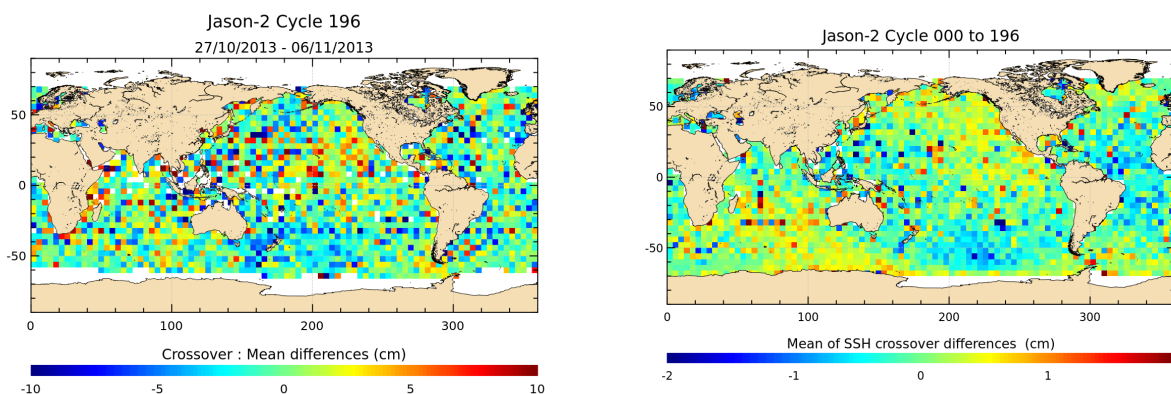 Jason-2 Cycle 196
27/10/2013 - 06/11/2013
50
0
-50
0 100 200 300
Crossover : Mean differences (cm)
-10 -5 0 5 10
Jason-2 Cycle 000 to 196
50
0
-50
0 100 200 300
Mean of SSH crossover differences (cm)
-2 -1 0 1